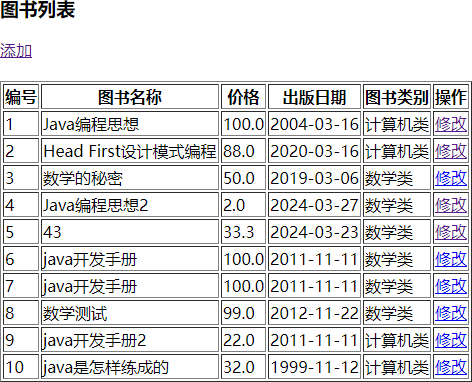 图书列表
添加
编号 图书名称 价格 出版日期 图书类别 操作
1 Java编程思想 100.0 2004-03-16 计算机类 修改
2 Head First设计模式编程 88.0 2020-03-16 计算机类 修改
3 数学的秘密 50.0 2019-03-06 数学类 修改
4 Java编程思想2 2.0 2024-03-27 数学类 修改
5 43 33.3 2024-03-23 数学类 修改
6 java开发手册 100.0 2011-11-11 数学类 修改
7 java开发手册 100.0 2011-11-11 数学类 修改
8 数学测试 99.0 2012-11-22 数学类 修改
9 java开发手册2 22.0 2011-11-11 计算机类 修改
10 java是怎样练成的 32.0 1999-11-12 计算机类 修改